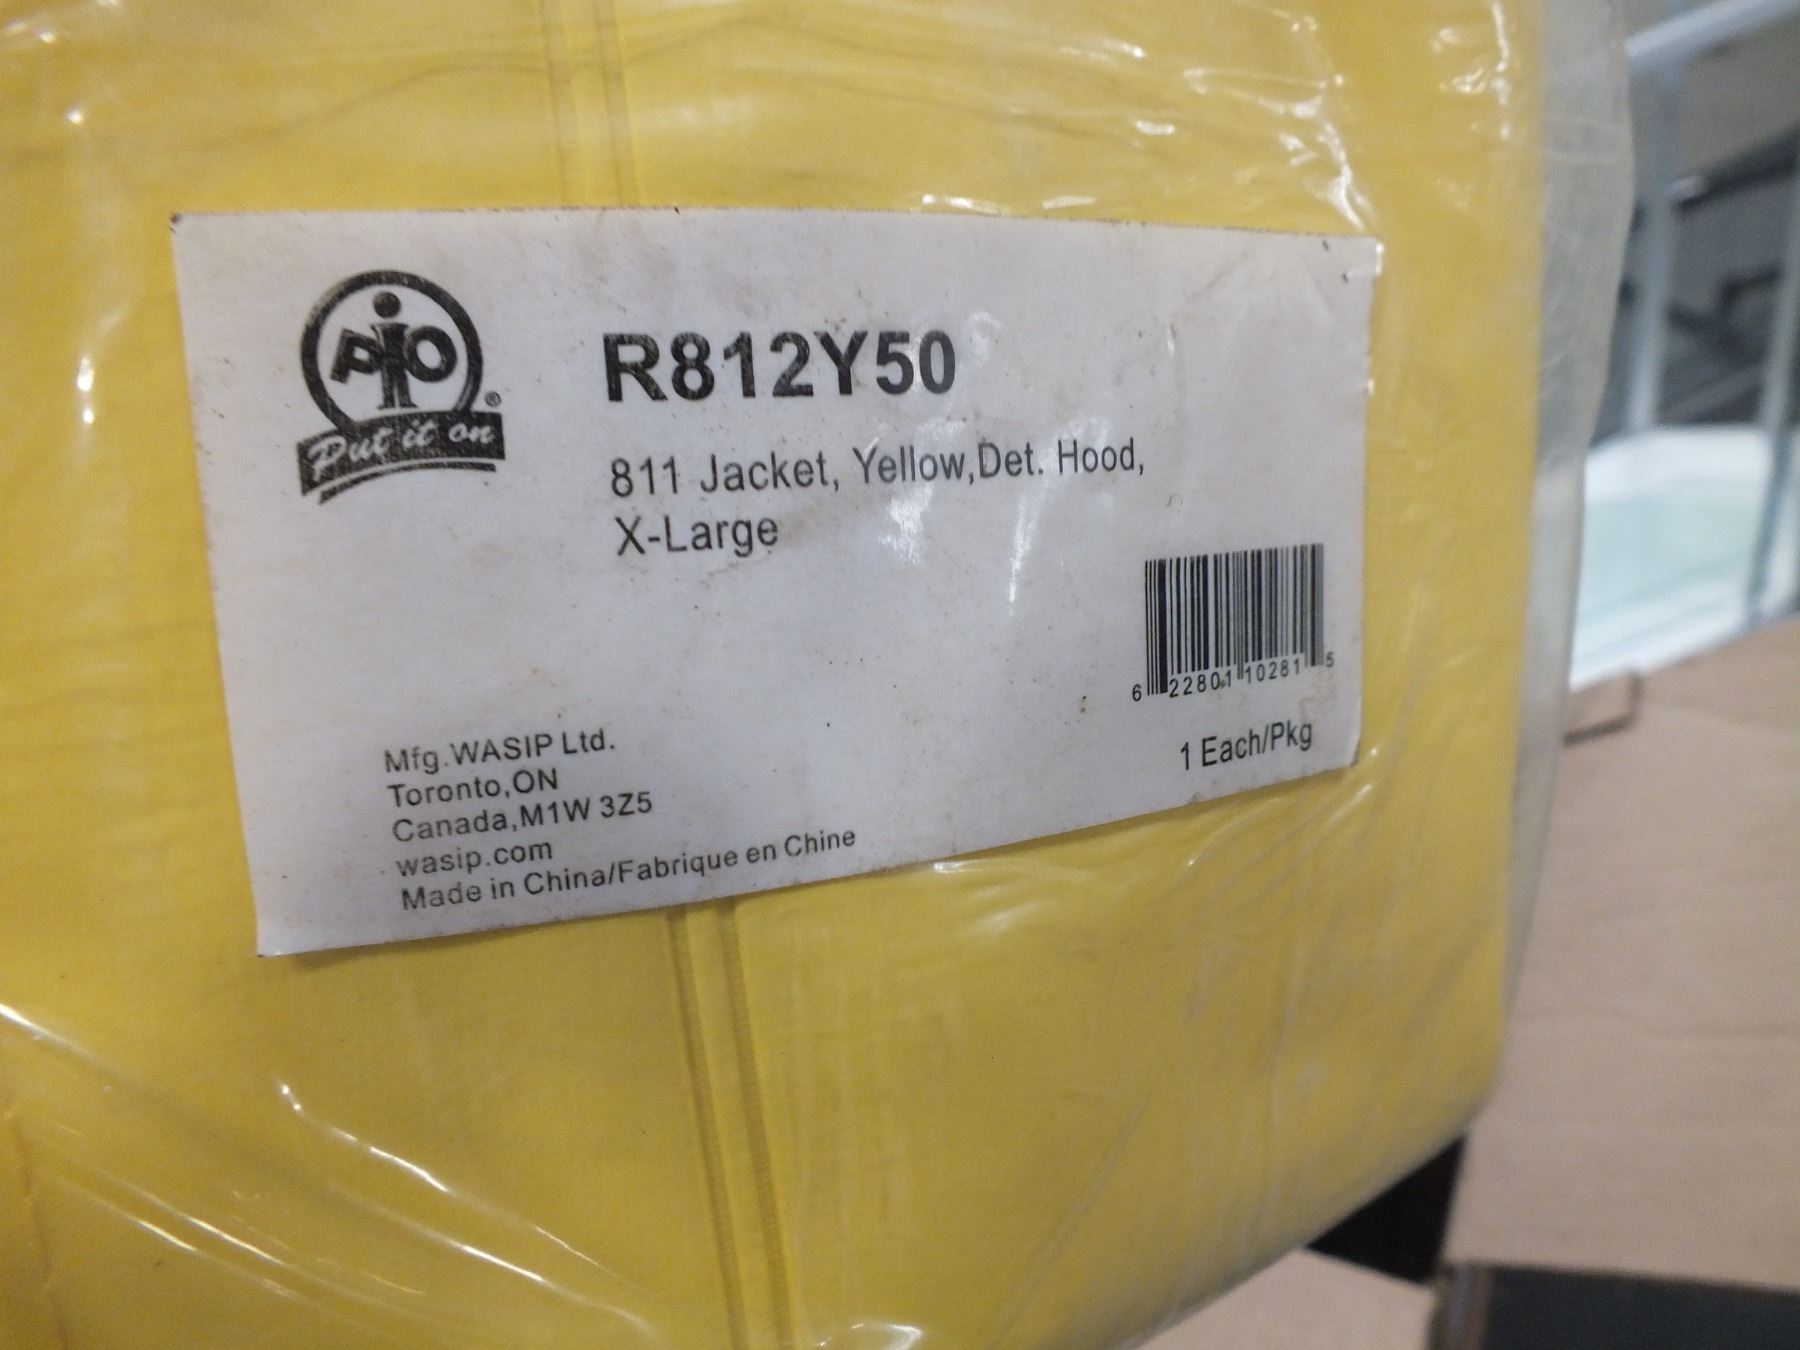 PiO
®
Put it on
R812Y50
811 Jacket, Yellow,Det. Hood,
X-Large
6 22801 10281 5
1 Each/Pkg
Mfg.WASIP Ltd.
Toronto,ON
Canada,M1W 3Z5
wasip.com
Made in China/Fabrique en Chine